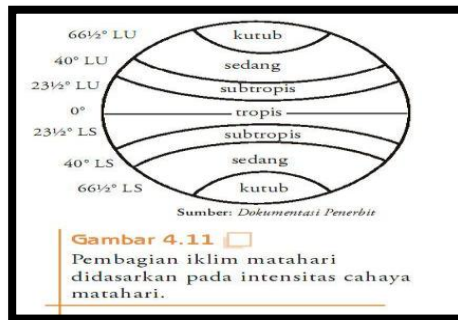 66½° LU
kutub
40° LU
sedang
23½° LU
subtropis
0°
tropis
23½° LS
subtropis
40° LS
sedang
66½° LS
kutub
Sumber: Dokumentasi Penerbit
Gambar 4.11
Pembagian iklim matahari
didasarkan pada intensitas cahaya
matahari.